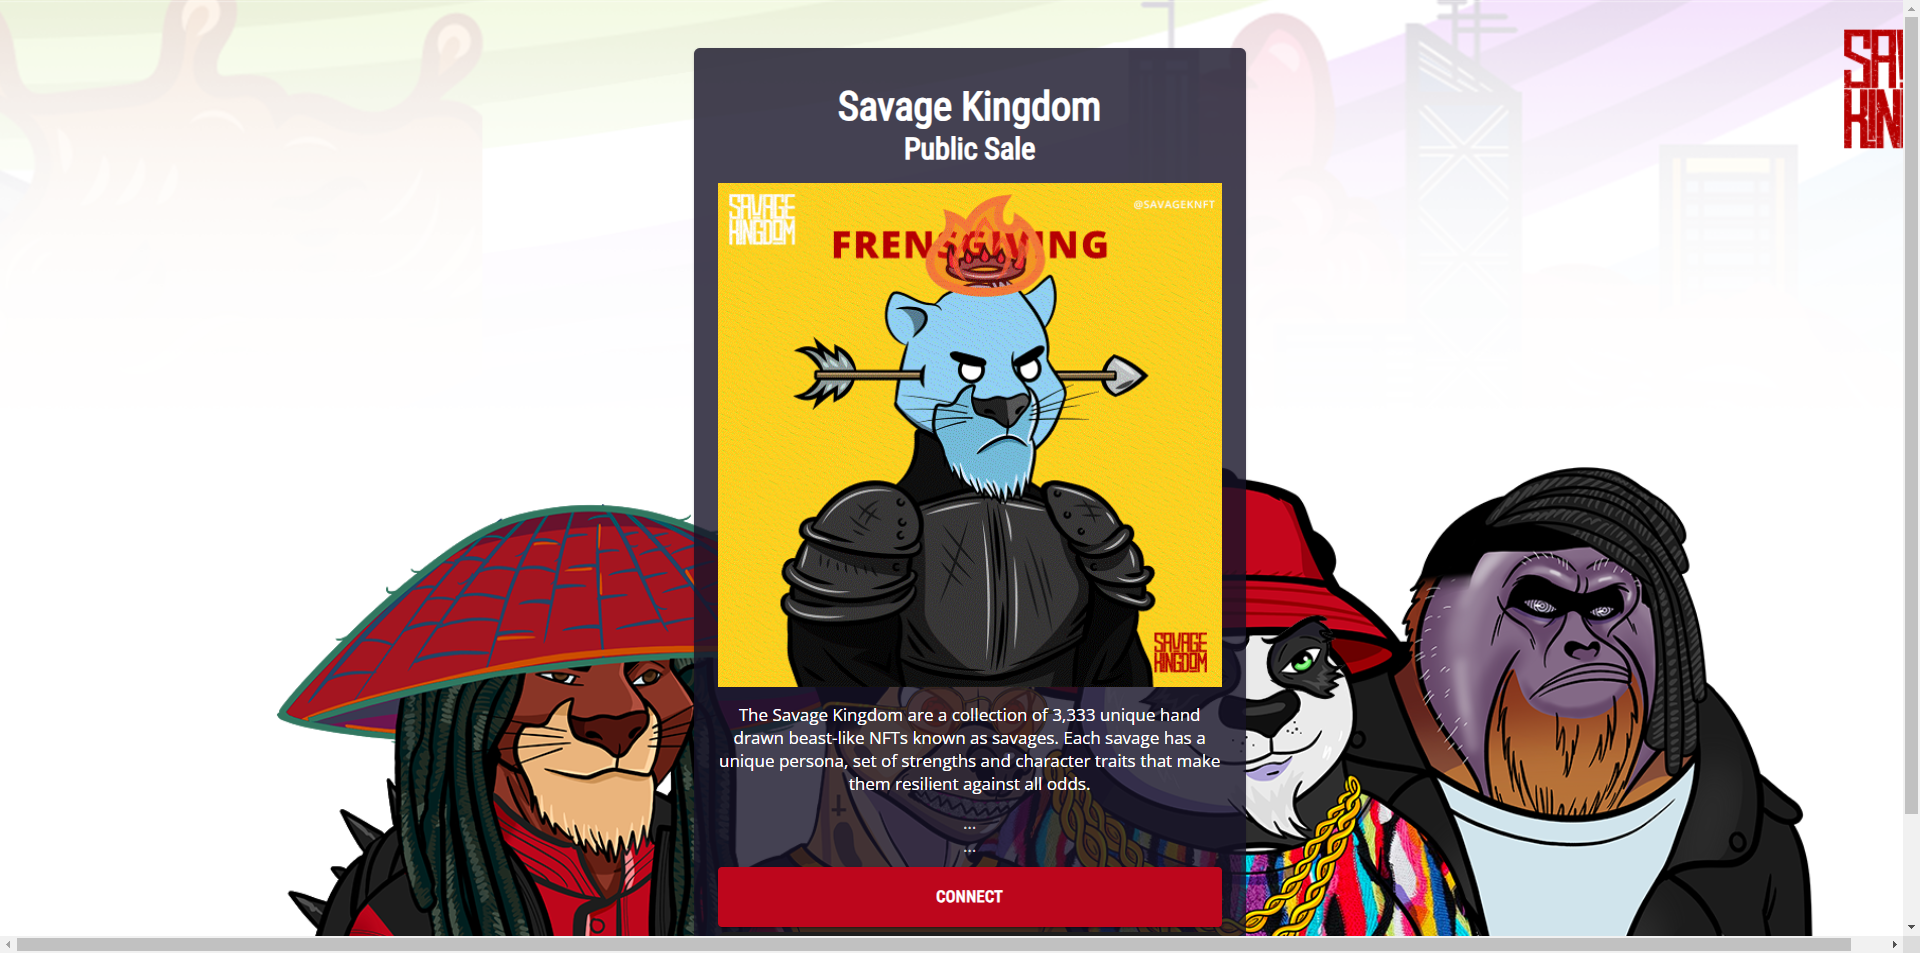 SAV
KIN
Savage Kingdom
Public Sale
SAVAGE
KINGDOM
@SAVAGEKNFT
FRENSGIVING
SAVAGE
KINGDOM
The Savage Kingdom are a collection of 3,333 unique hand
drawn beast-like NFTs known as savages. Each savage has a
unique persona, set of strengths and character traits that make
them resilient against all odds.
...
...
CONNECT